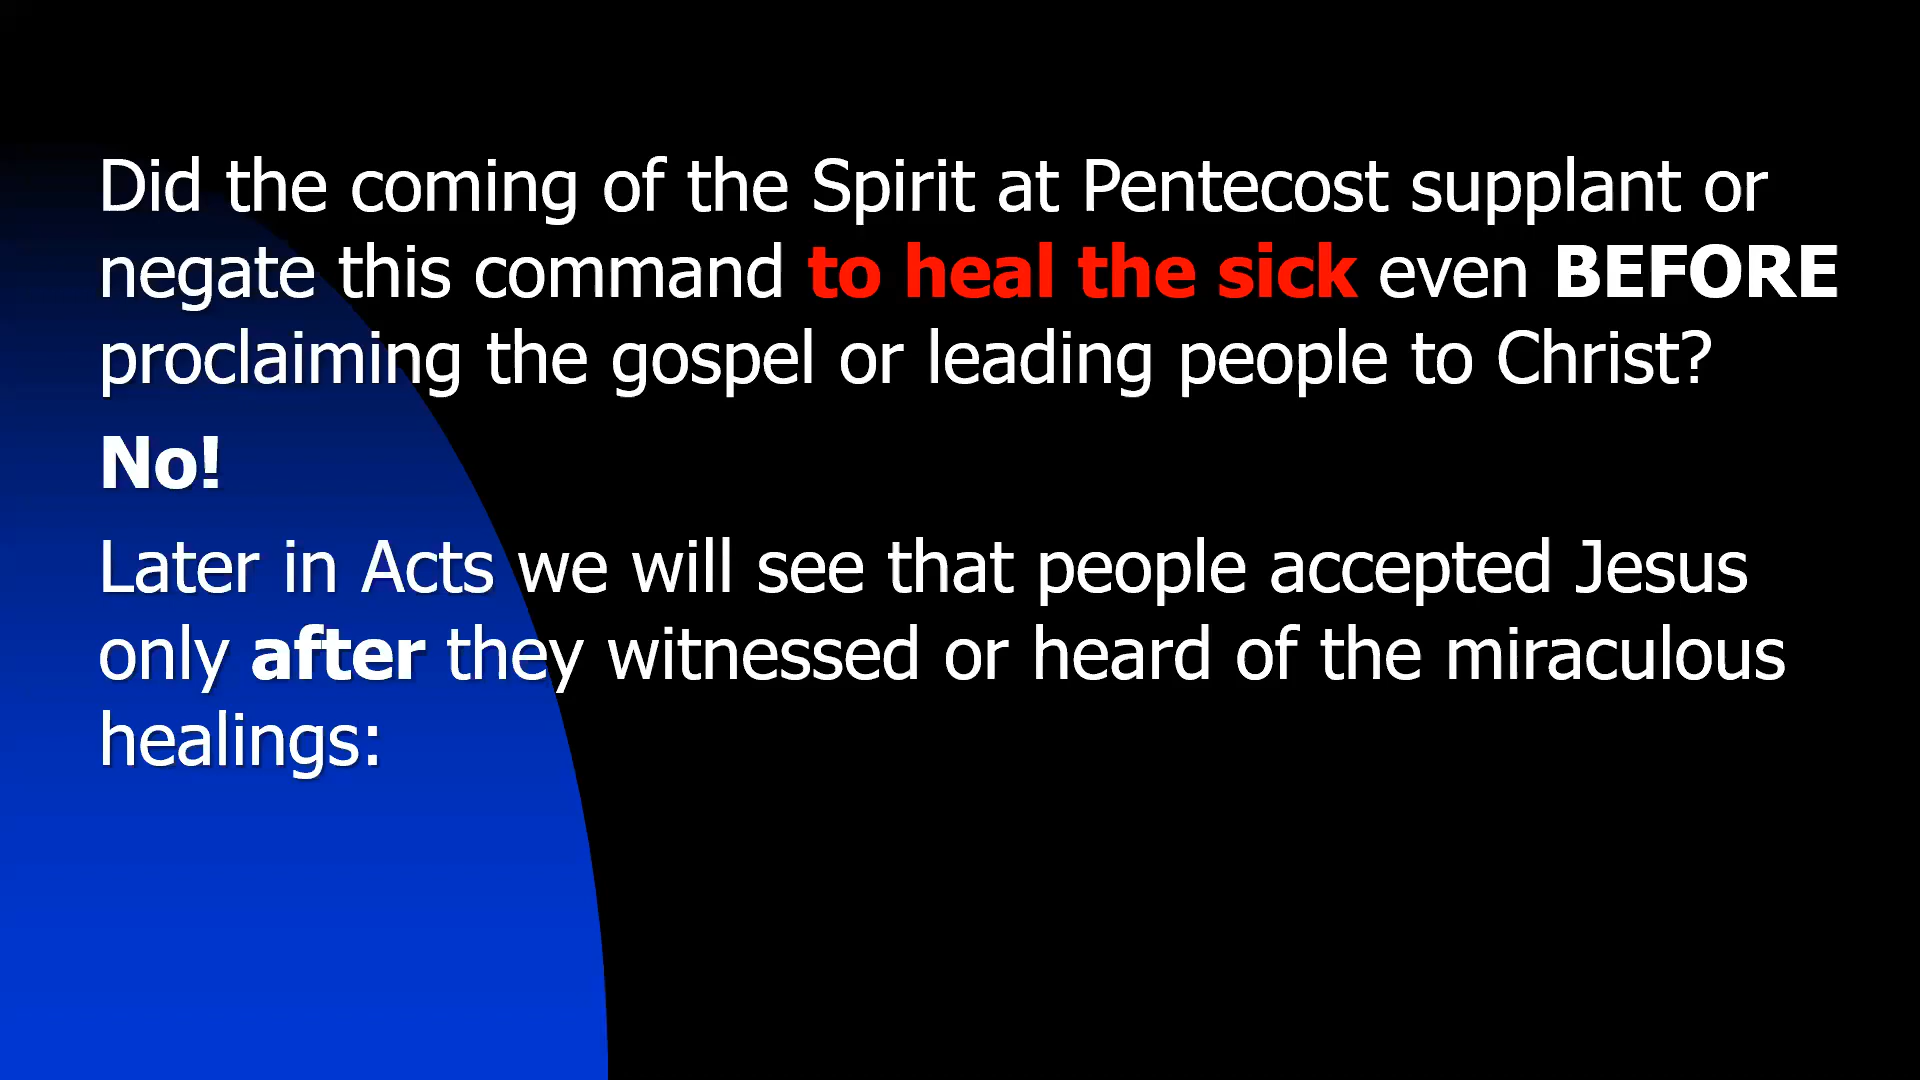 Did the coming of the Spirit at Pentecost supplant or
negate this command to heal the sick even BEFORE
proclaiming the gospel or leading people to Christ?
No!
Later in Acts we will see that people accepted Jesus
only after they witnessed or heard of the miraculous
healings: